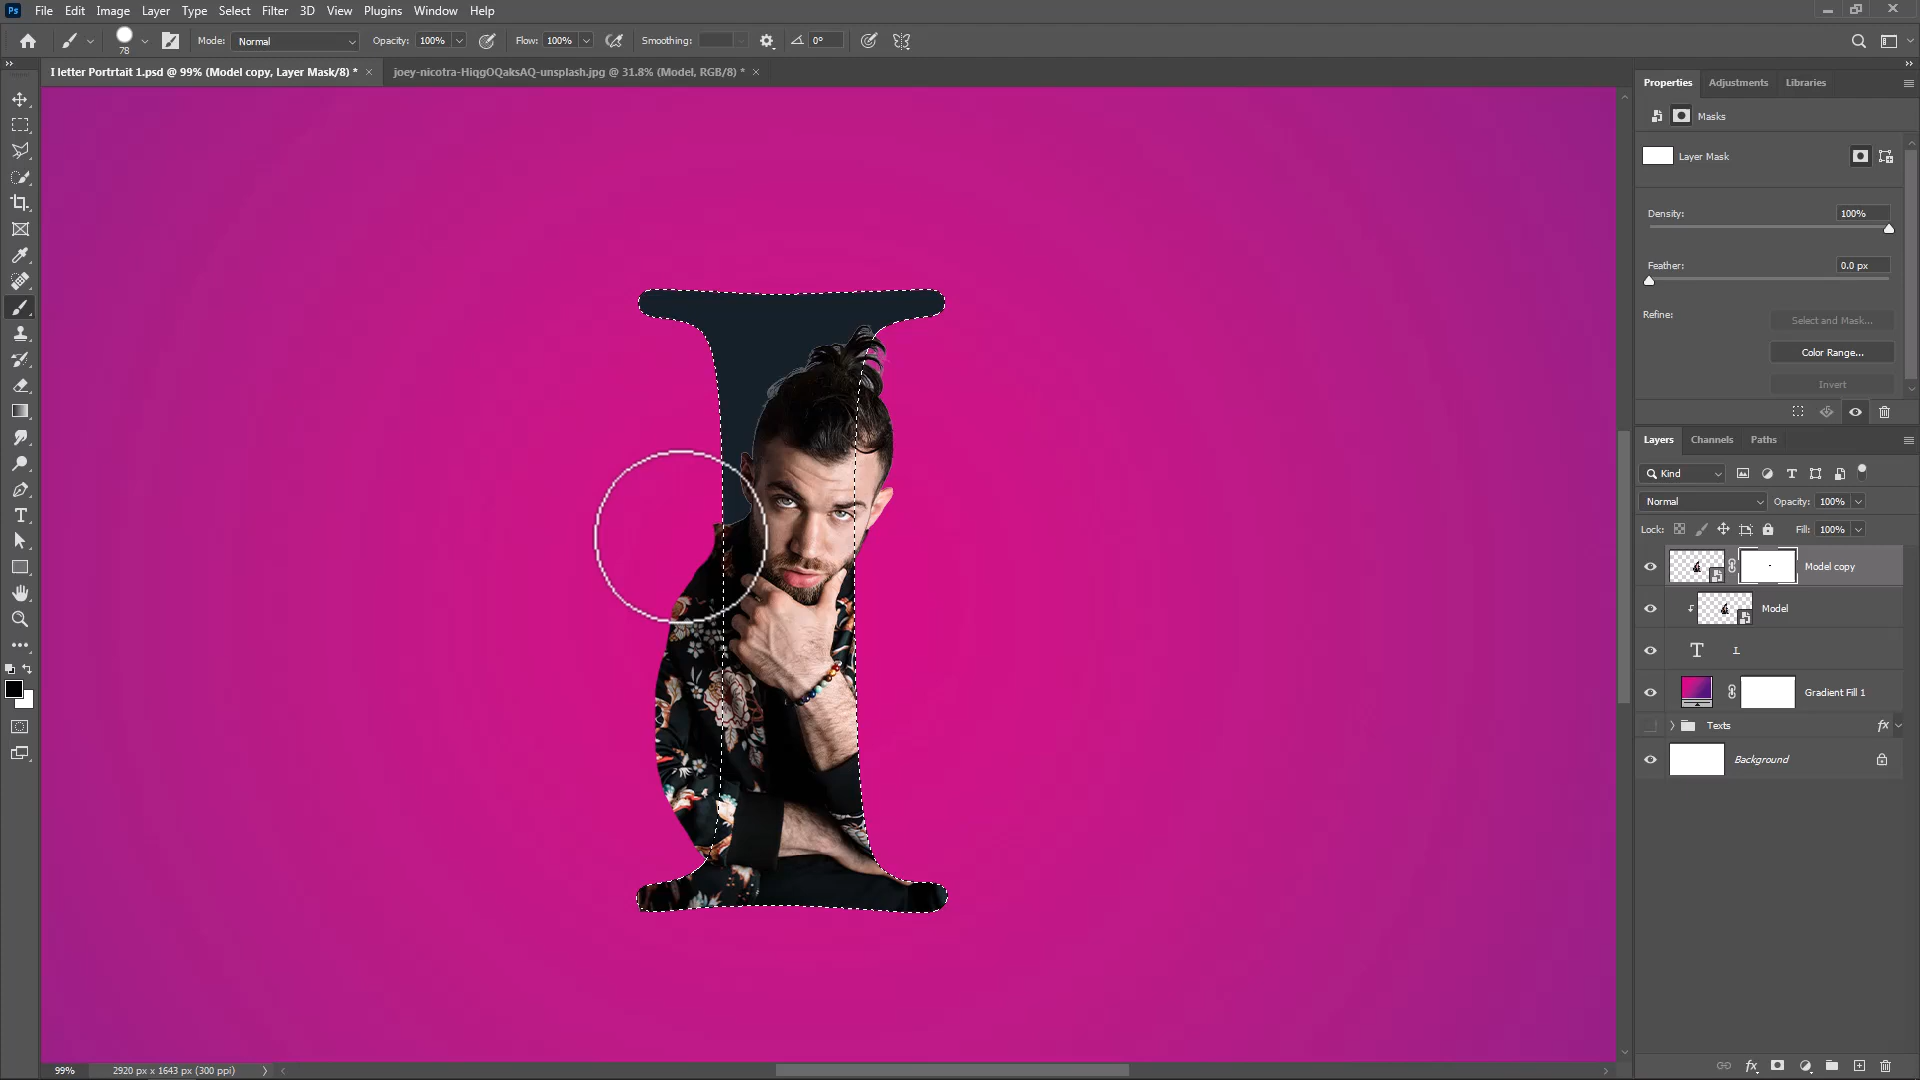 Ps File Edit Image Layer Type Select Filter 3D View Plugins Window Help
78 Mode: Normal Opacity: 100% Flow: 100% Smoothing: 0°
I letter Portrtait 1.psd @ 99% (Model copy, Layer Mask/8) * × joey-nicotra-HiqgOQaksAQ-unsplash.jpg @ 31.8% (Model, RGB/8) * ×
Properties Adjustments Libraries
Masks
Layer Mask
Density: 100%
Feather: 0.0 px
Refine: Select and Mask...
Color Range...
Invert
Layers Channels Paths
Kind
Normal Opacity: 100%
Lock: Fill: 100%
Model copy
Model
T I
Gradient Fill 1
Texts fx
Background
99% 2920 px x 1643 px (300 ppi)
fx